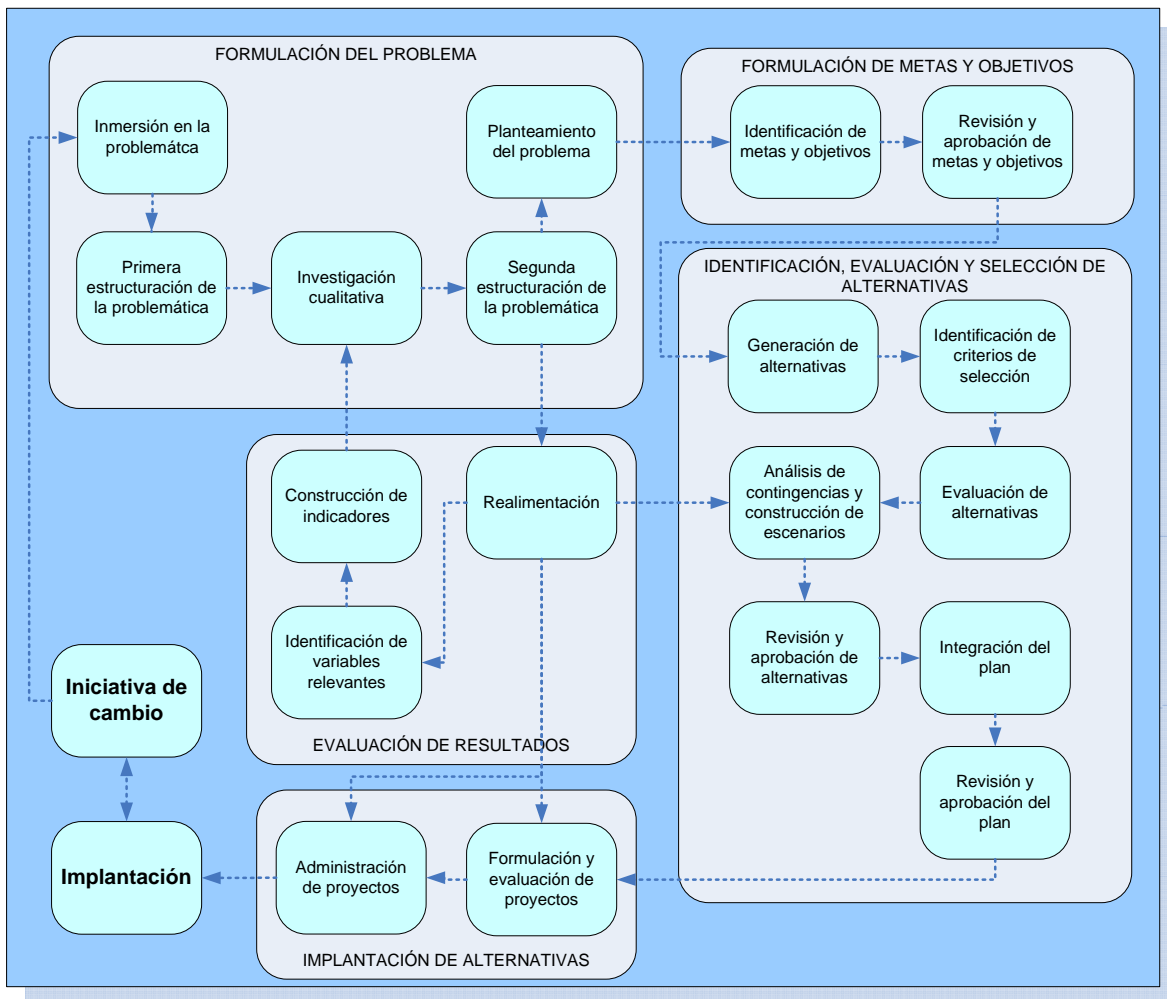 FORMULACIÓN DEL PROBLEMA
Inmersión en la
problemátca
Planteamiento
del problema
Primera
estructuración de
la problemática
Investigación
cualitativa
Segunda
estructuración de
la problemática
FORMULACIÓN DE METAS Y OBJETIVOS
Identificación de
metas y objetivos
Revisión y
aprobación de
metas y objetivos
IDENTIFICACIÓN, EVALUACIÓN Y SELECCIÓN DE
ALTERNATIVAS
Generación de
alternativas
Identificación de
criterios de
selección
Análisis de
contingencias y
construcción de
escenarios
Evaluación de
alternativas
Revisión y
aprobación de
alternativas
Integración del
plan
Revisión y
aprobación del
plan
Construcción de
indicadores
Realimentación
Identificación de
variables
relevantes
EVALUACIÓN DE RESULTADOS
Iniciativa de
cambio
Implantación
Administración
de proyectos
Formulación y
evaluación de
proyectos
IMPLANTACIÓN DE ALTERNATIVAS